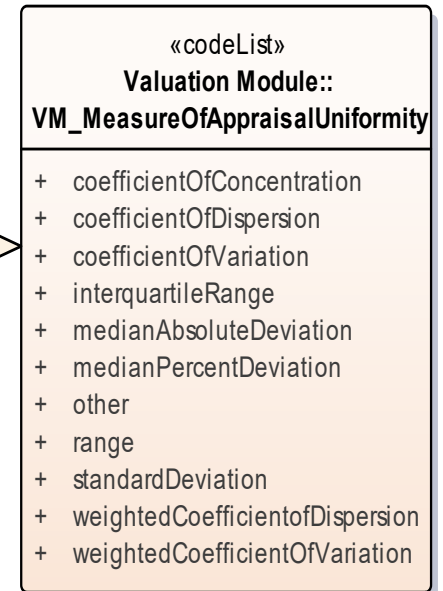 «codeList»
Valuation Module::
VM_MeasureOfAppraisalUniformity
+ coefficientOfConcentration
+ coefficientOfDispersion
+ coefficientOfVariation
+ interquartileRange
+ medianAbsoluteDeviation
+ medianPercentDeviation
+ other
+ range
+ standardDeviation
+ weightedCoefficientofDispersion
+ weightedCoefficientOfVariation